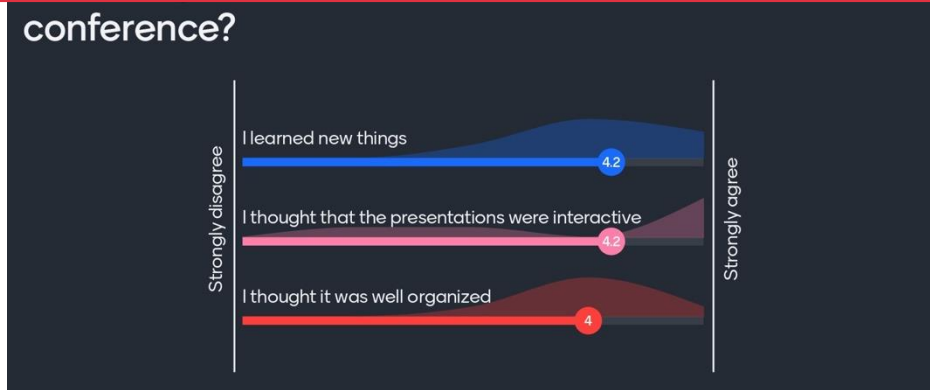 conference?
Strongly disagree
I learned new things
4.2
I thought that the presentations were interactive
4.2
I thought it was well organized
4
Strongly agree